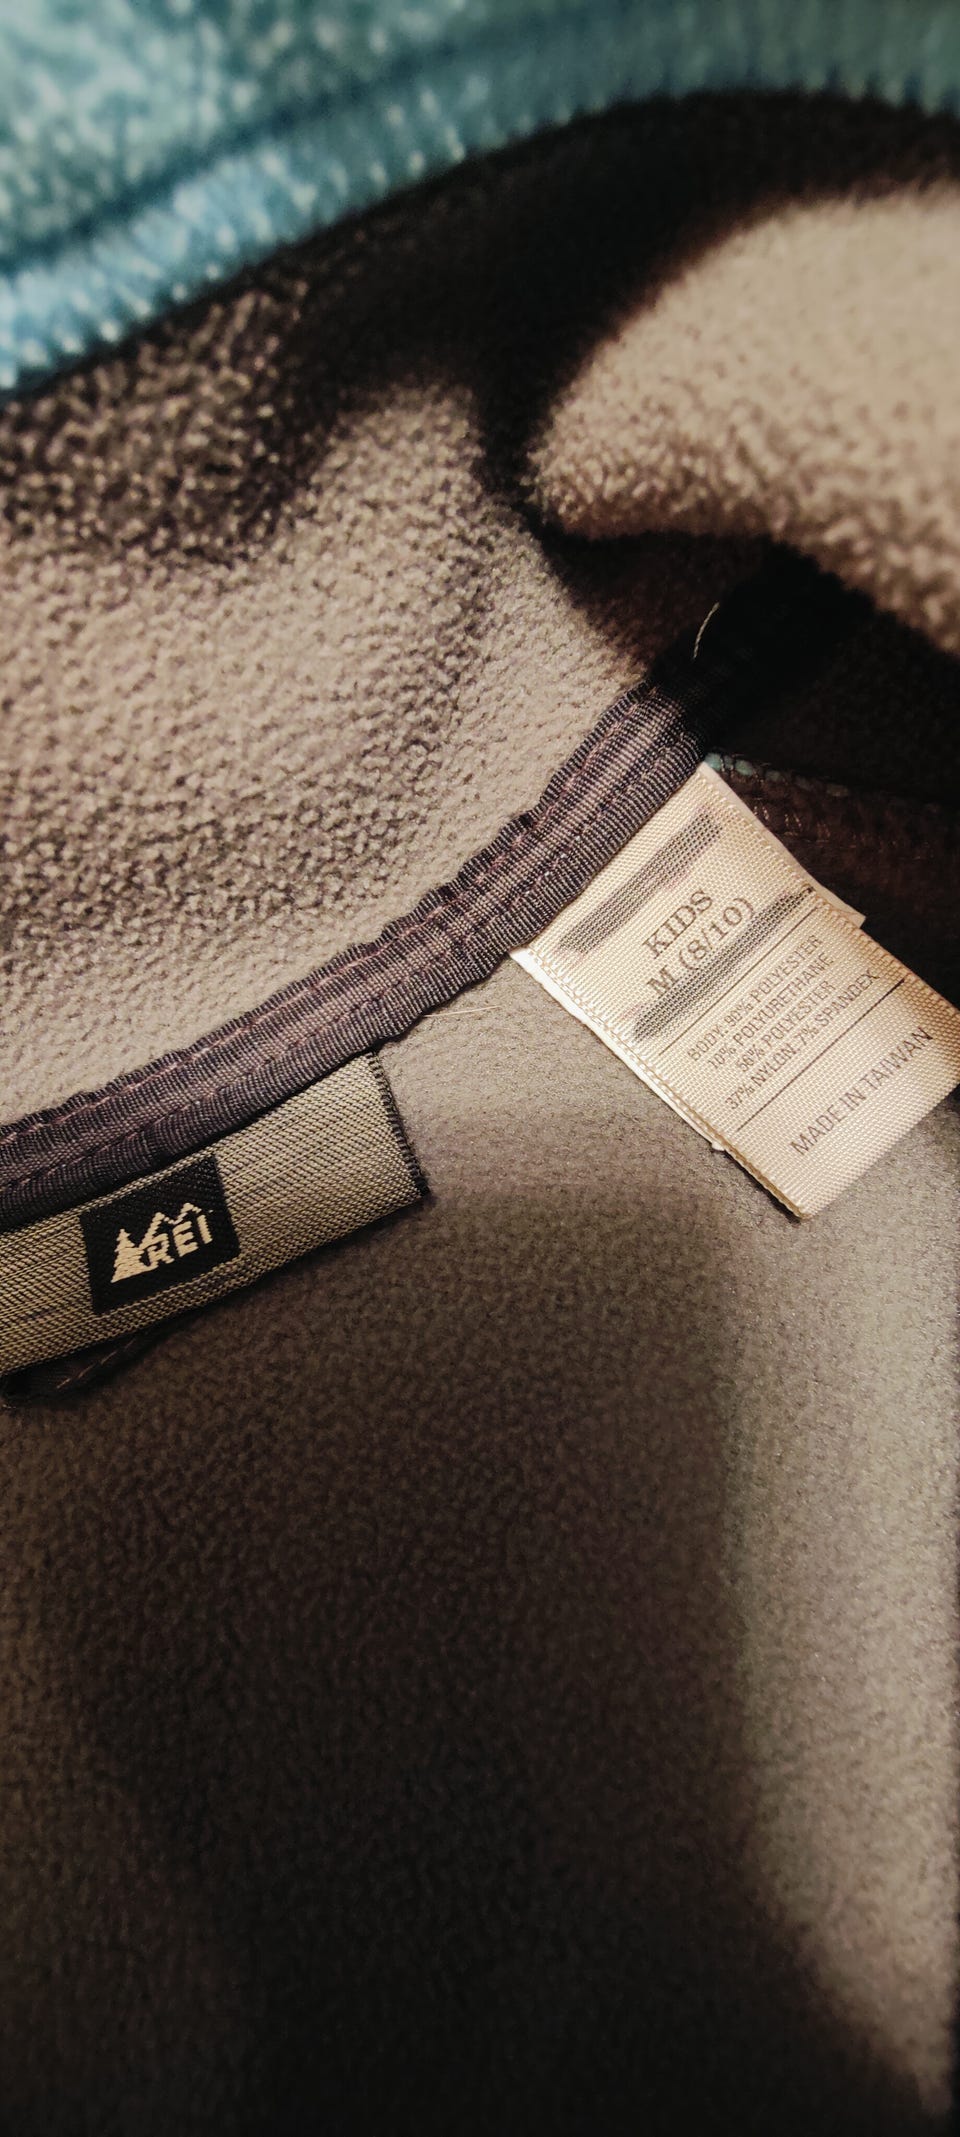 REI
KIDS
M (8/10)
BODY: 90% POLYESTER
10% POLYURETHANE
56% POLYESTER
37% NYLON, 7% SPANDEX
MADE IN TAIWAN